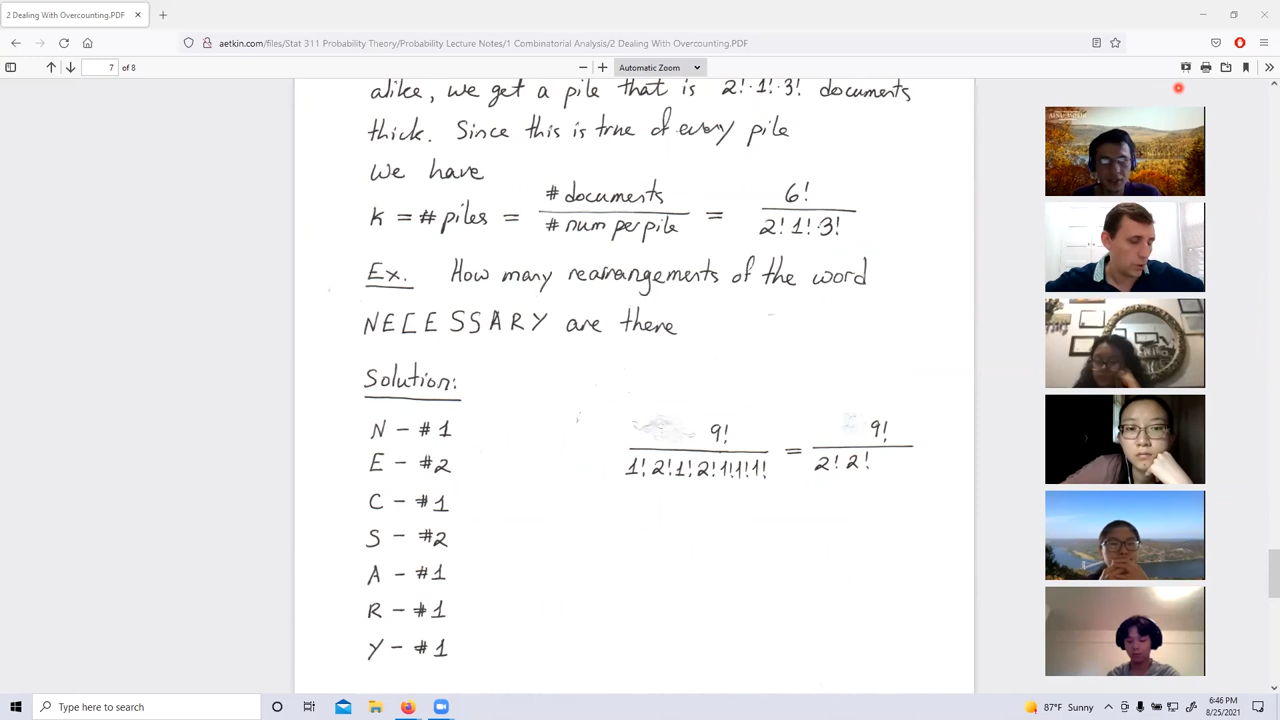 2 Dealing With Overcounting.PDF
aetkin.com/files/Stat 311 Probability Theory/Probability Lecture Notes/1 Combinatorial Analysis/2 Dealing With Overcounting.PDF
7 of 8
Automatic Zoom
alike, we get a pile that is 2!·1!·3! documents
thick. Since this is true of every pile
We have
K = # piles = # documents / # num per pile = 6! / 2! 1!·3!
Ex. How many rearrangements of the word
NECESSARY are there
Solution:
N - #1
E - #2
C - #1
S - #2
A - #1
R - #1
Y - #1
9! / 1! 2! 1! 2! 1! 1! 1! = 9! / 2! 2!
Type here to search
87°F Sunny
6:46 PM
8/25/2021